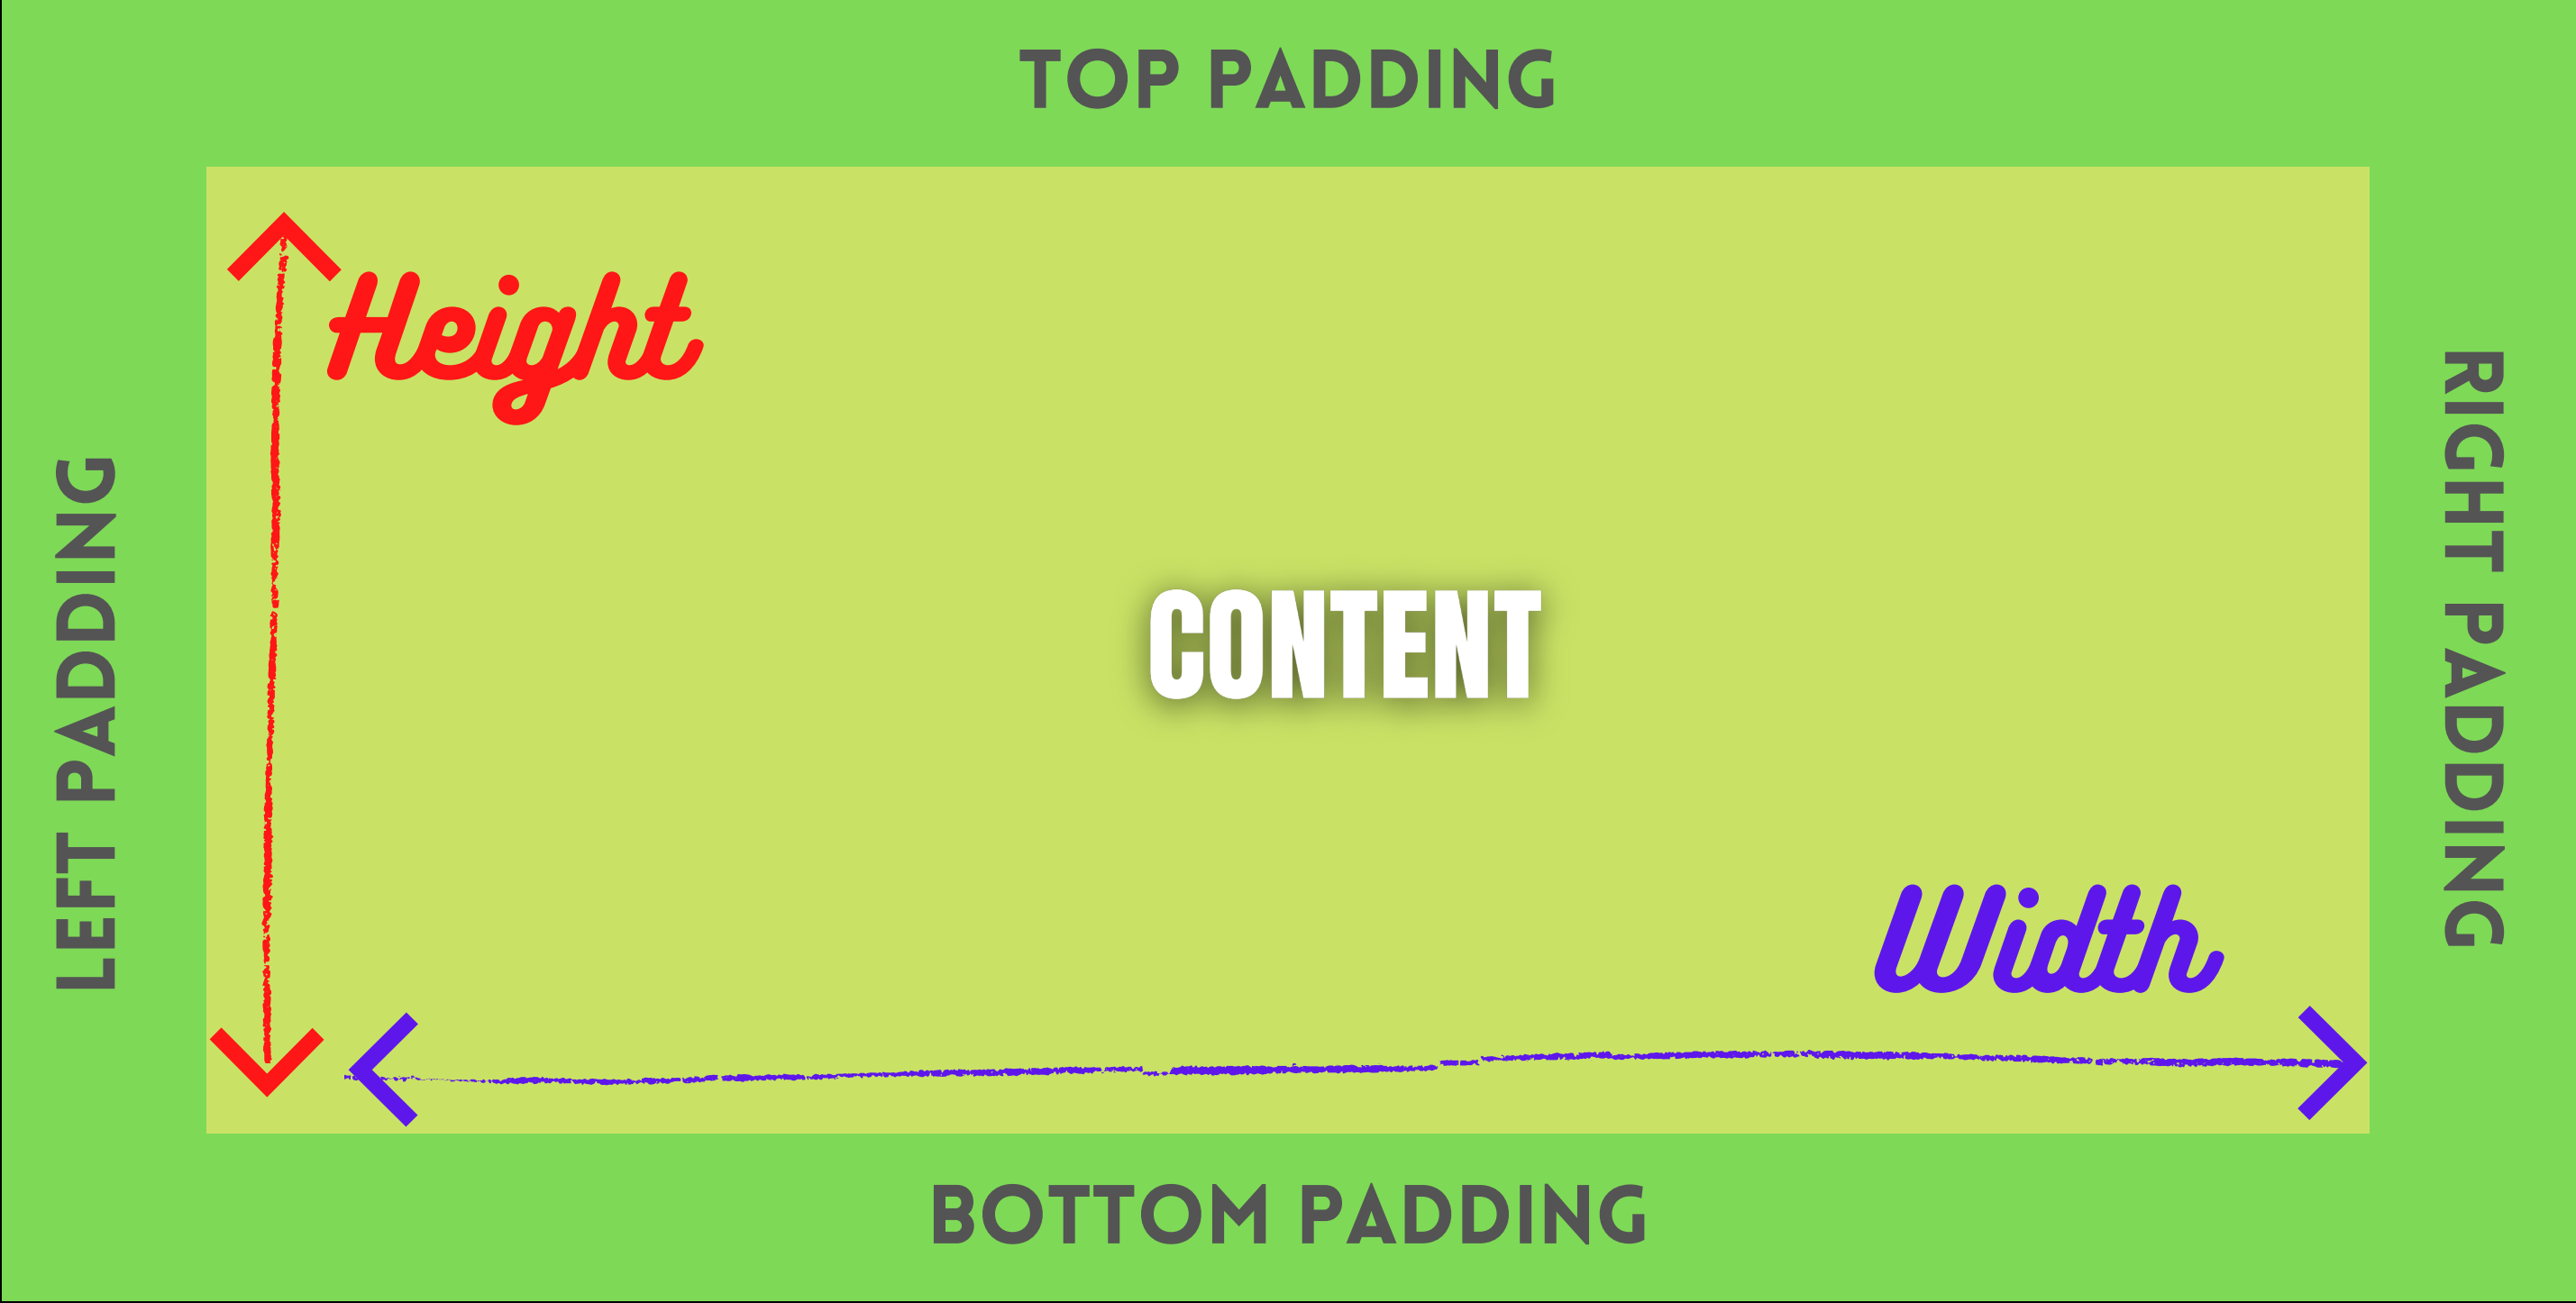 TOP PADDING
Height
LEFT PADDING
CONTENT
RIGHT PADDING
Width
BOTTOM PADDING